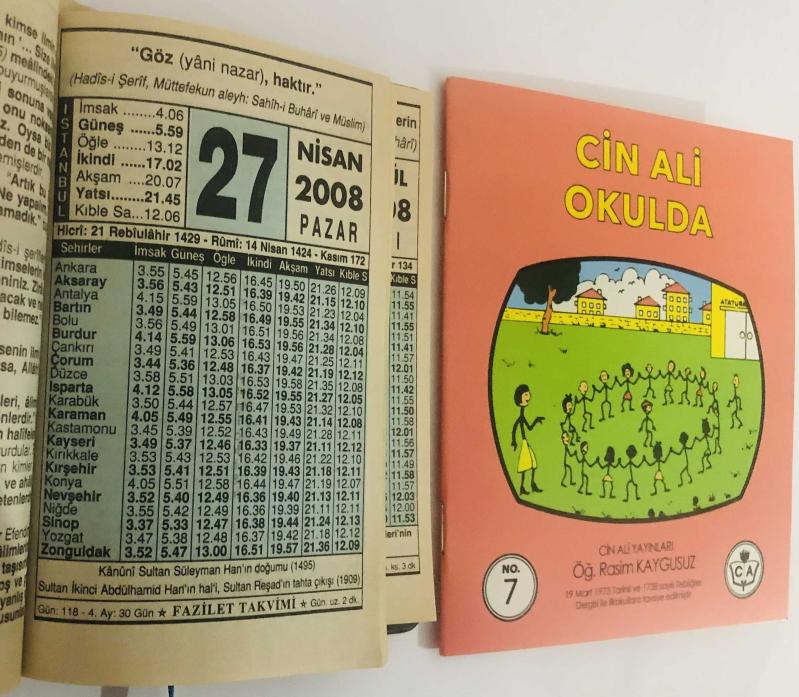 "Göz (yâni nazar), haktır."
(Hadîs-i Şerîf, Müttefekun aleyh: Sahîh-i Buhârî ve Müslim)
ISTANBUL
İmsak ........4.06
Güneş ......5.59
Öğle ........13.12
İkindi ......17.02
Akşam ....20.07
Yatsı........21.45
Kıble Sa...12.06
27
NİSAN
2008
PAZAR
Hicrî: 21 Rebîulâhir 1429 - Rûmî: 14 Nisan 1424 - Kasım 172
Şehirler İmsak Güneş Öğle İkindi Akşam Yatsı Kıble S
Ankara 3.55 5.45 12.56 16.45 19.50 21.26 12.09
Aksaray 3.56 5.43 12.51 16.39 19.42 21.15 12.10
Antalya 4.15 5.59 13.05 16.50 19.53 21.23 12.04
Bartın 3.49 5.44 12.58 16.49 19.55 21.34 12.10
Bolu 3.56 5.49 13.01 16.51 19.56 21.34 12.08
Burdur 4.14 5.59 13.06 16.53 19.56 21.28 12.04
Çankırı 3.49 5.41 12.53 16.43 19.47 21.25 12.11
Çorum 3.44 5.36 12.48 16.37 19.42 21.19 12.12
Düzce 3.58 5.51 13.03 16.53 19.58 21.35 12.08
Isparta 4.12 5.58 13.05 16.52 19.55 21.27 12.05
Karabük 3.50 5.44 12.57 16.47 19.53 21.32 12.10
Karaman 4.05 5.49 12.55 16.41 19.43 21.14 12.08
Kastamonu 3.45 5.39 12.52 16.43 19.49 21.28 12.11
Kayseri 3.49 5.37 12.46 16.33 19.37 21.11 12.12
Kırıkkale 3.53 5.43 12.53 16.42 19.46 21.22 12.10
Kırşehir 3.53 5.41 12.51 16.39 19.43 21.18 12.11
Konya 4.05 5.51 12.58 16.44 19.47 21.19 12.07
Nevşehir 3.52 5.40 12.49 16.36 19.40 21.13 12.11
Niğde 3.55 5.42 12.49 16.36 19.39 21.11 12.11
Sinop 3.37 5.33 12.47 16.38 19.44 21.24 12.13
Yozgat 3.47 5.38 12.48 16.37 19.42 21.18 12.12
Zonguldak 3.52 5.47 13.00 16.51 19.57 21.36 12.09
Kânûnî Sultan Süleyman Han'ın doğumu (1495)
Sultan İkinci Abdülhamid Han'ın hal'i, Sultan Reşad'ın tahta çıkışı (1909)
Gün: 118 - 4. Ay: 30 Gün ★ FAZİLET TAKVİMİ ★ Gün. uz. 2 dk.
CİN ALİ
OKULDA
ATATÜRK
CİN ALİ YAYINLARI
Öğ. Rasim KAYGUSUZ
19 Mart 1973 Tarihli ve 1738 sayılı Tebliğler
Dergisi ile ilkokullara tavsiye edilmiştir
NO.
7
C A